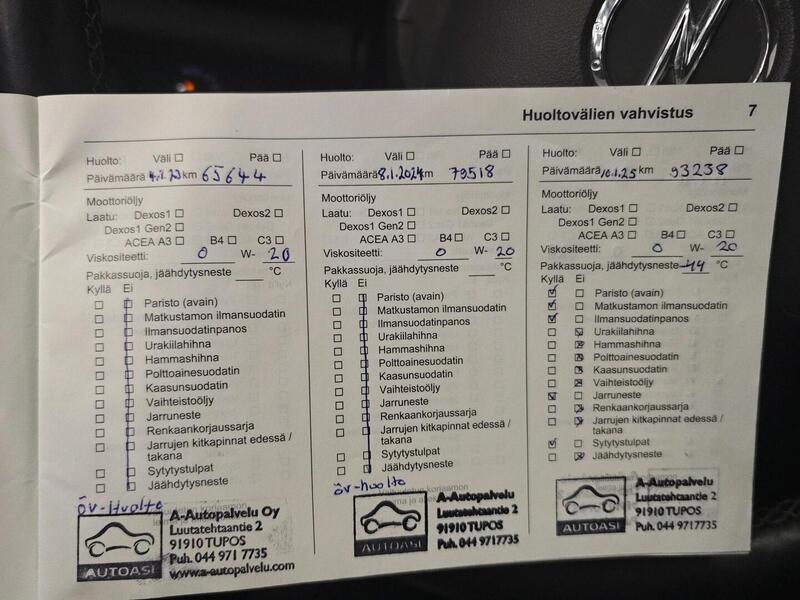 Huoltovälien vahvistus 7
Huolto: Väli Pää
Päivämäärä km 65644
Moottoriöljy
Laatu: Dexos1 Dexos2
Dexos1 Gen2
ACEA A3 B4 C3
Viskositeetti: 0 W- 20
Pakkassuoja, jäähdytysneste °C
Kyllä Ei
Paristo (avain)
Matkustamon ilmansuodatin
Ilmansuodatinpanos
Urakiilahihna
Hammashihna
Polttoainesuodatin
Kaasunsuodatin
Vaihteistoöljy
Jarruneste
Renkaankorjaussarja
Jarrujen kitkapinnat edessä /
takana
Sytytystulpat
Jäähdytysneste
öv-Huolto
A-Autopalvelu Oy
Luutatehtaantie 2
91910 TUPOS
Puh. 044 971 7735
www.a-autopalvelu.com
AUTOASI
Huolto: Väli Pää
Päivämäärä 8.1.2024 km 79518
Moottoriöljy
Laatu: Dexos1 Dexos2
Dexos1 Gen2
ACEA A3 B4 C3
Viskositeetti: 0 W- 20
Pakkassuoja, jäähdytysneste °C
Kyllä Ei
Paristo (avain)
Matkustamon ilmansuodatin
Ilmansuodatinpanos
Urakiilahihna
Hammashihna
Polttoainesuodatin
Kaasunsuodatin
Vaihteistoöljy
Jarruneste
Renkaankorjaussarja
Jarrujen kitkapinnat edessä /
takana
Sytytystulpat
Jäähdytysneste
öv-huolto
A-Autopalvelu
Luutatehtaantie 2
91910 TUPOS
Puh. 044 9717735
AUTOASI
Huolto: Väli Pää
Päivämäärä 10.1.25 km 93238
Moottoriöljy
Laatu: Dexos1 Dexos2
Dexos1 Gen2
ACEA A3 B4 C3
Viskositeetti: 0 W- 20
Pakkassuoja, jäähdytysneste -44 °C
Kyllä Ei
Paristo (avain)
Matkustamon ilmansuodatin
Ilmansuodatinpanos
Urakiilahihna
Hammashihna
Polttoainesuodatin
Kaasunsuodatin
Vaihteistoöljy
Jarruneste
Renkaankorjaussarja
Jarrujen kitkapinnat edessä /
takana
Sytytystulpat
Jäähdytysneste
A-Autopalvelu
Luutatehtaantie 2
91910 TUPOS
Puh. 044 9717735
AUTOASI